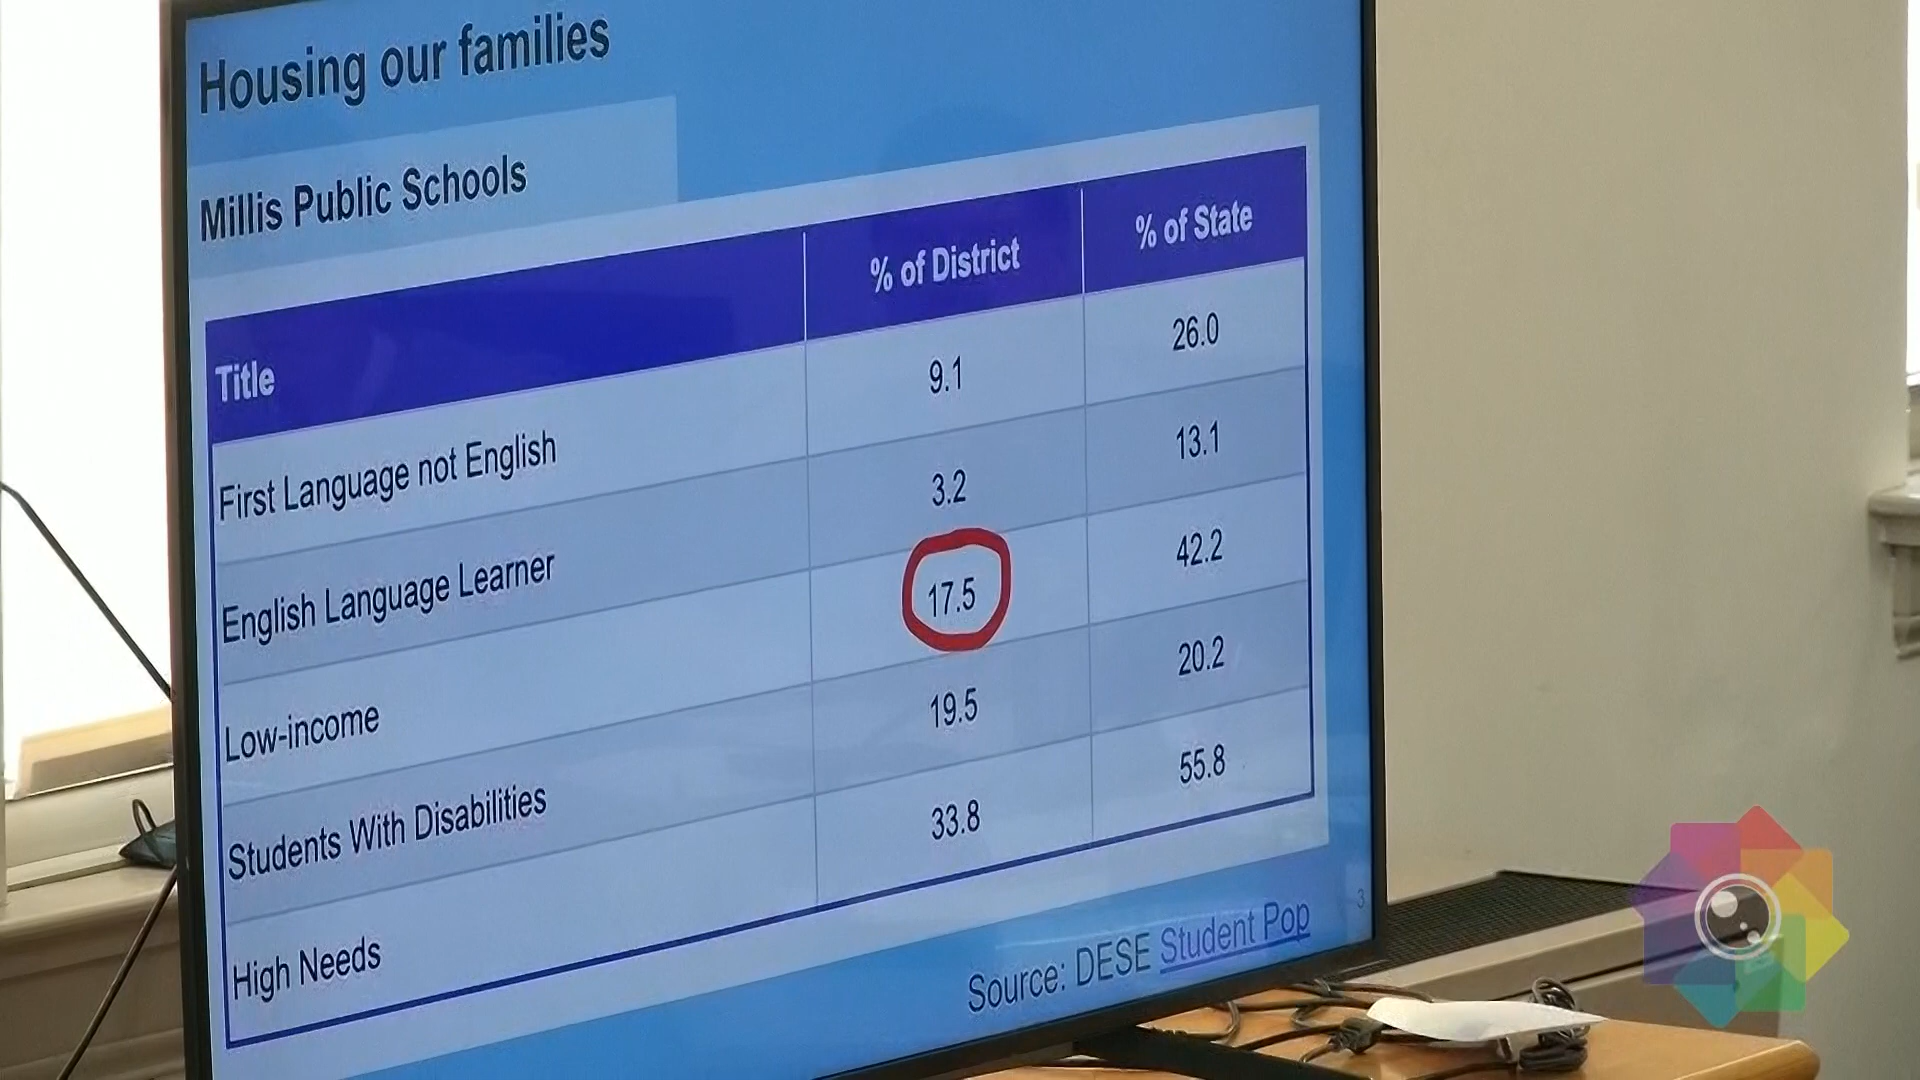 Housing our families
Millis Public Schools
Title % of District % of State
First Language not English 9.1 26.0
English Language Learner 3.2 13.1
Low-income 17.5 42.2
Students With Disabilities 19.5 20.2
High Needs 33.8 55.8
Source: DESE Student Pop
3